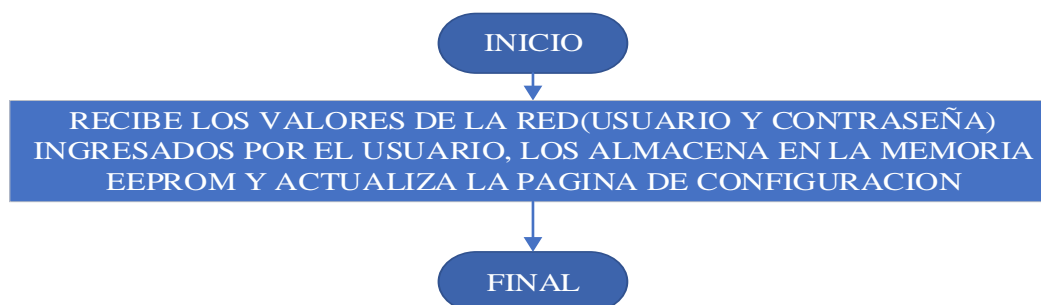 INICIO
RECIBE LOS VALORES DE LA RED(USUARIO Y CONTRASEÑA)
INGRESADOS POR EL USUARIO, LOS ALMACENA EN LA MEMORIA
EEPROM Y ACTUALIZA LA PAGINA DE CONFIGURACION
FINAL